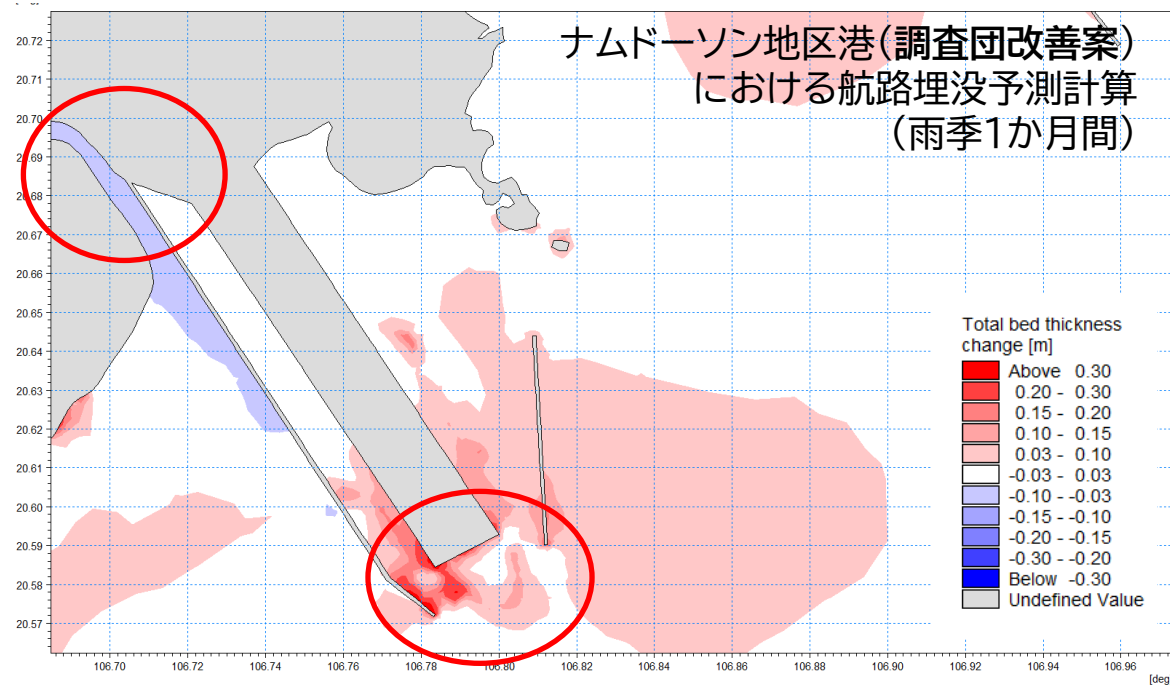 ナムドーソン地区港(調査団改善案)
における航路埋没予測計算
(雨季1か月間)
20.72
20.71
20.70
20.69
20.68
20.67
20.66
20.65
20.64
20.63
20.62
20.61
20.60
20.59
20.58
20.57
Total bed thickness
change [m]
Above 0.30
0.20 - 0.30
0.15 - 0.20
0.10 - 0.15
0.03 - 0.10
-0.03 - 0.03
-0.10 - -0.03
-0.15 - -0.10
-0.20 - -0.15
-0.30 - -0.20
Below -0.30
Undefined Value
106.70 106.72 106.74 106.76 106.78 106.80 106.82 106.84 106.86 106.88 106.90 106.92 106.94 106.96
[deg